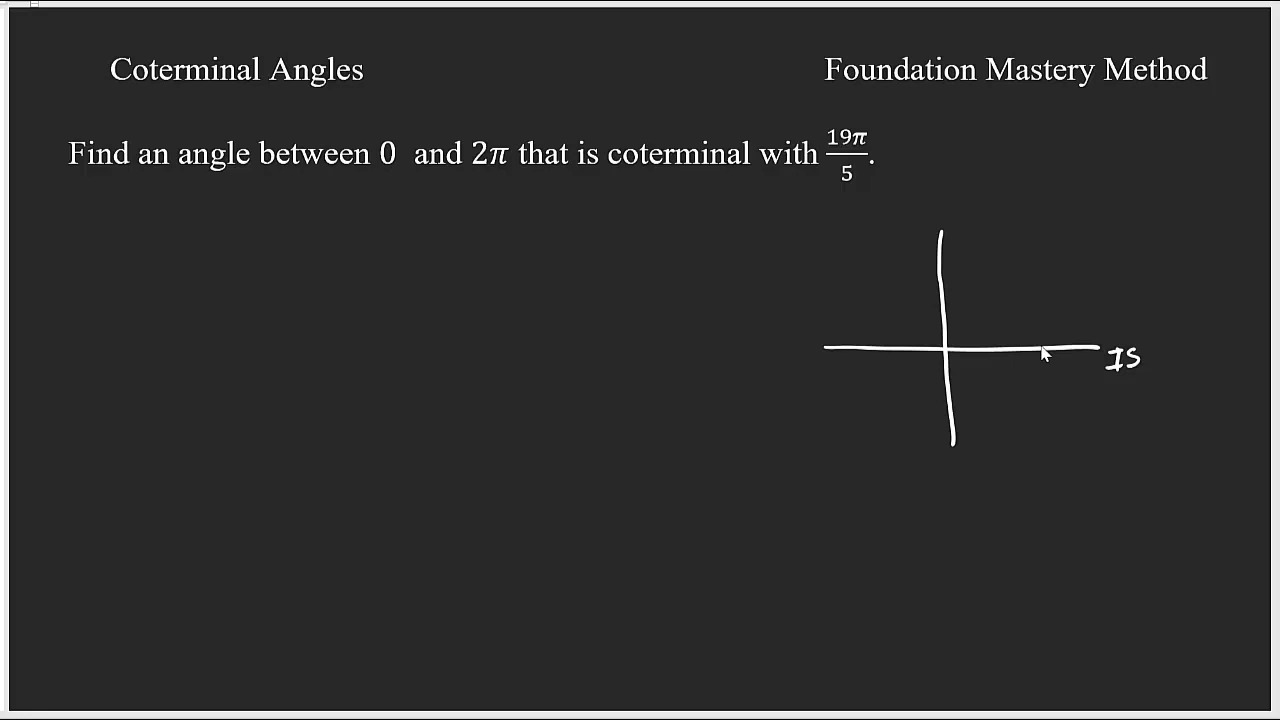 Coterminal Angles
Foundation Mastery Method
Find an angle between 0 and 2π that is coterminal with 19π/5.
IS